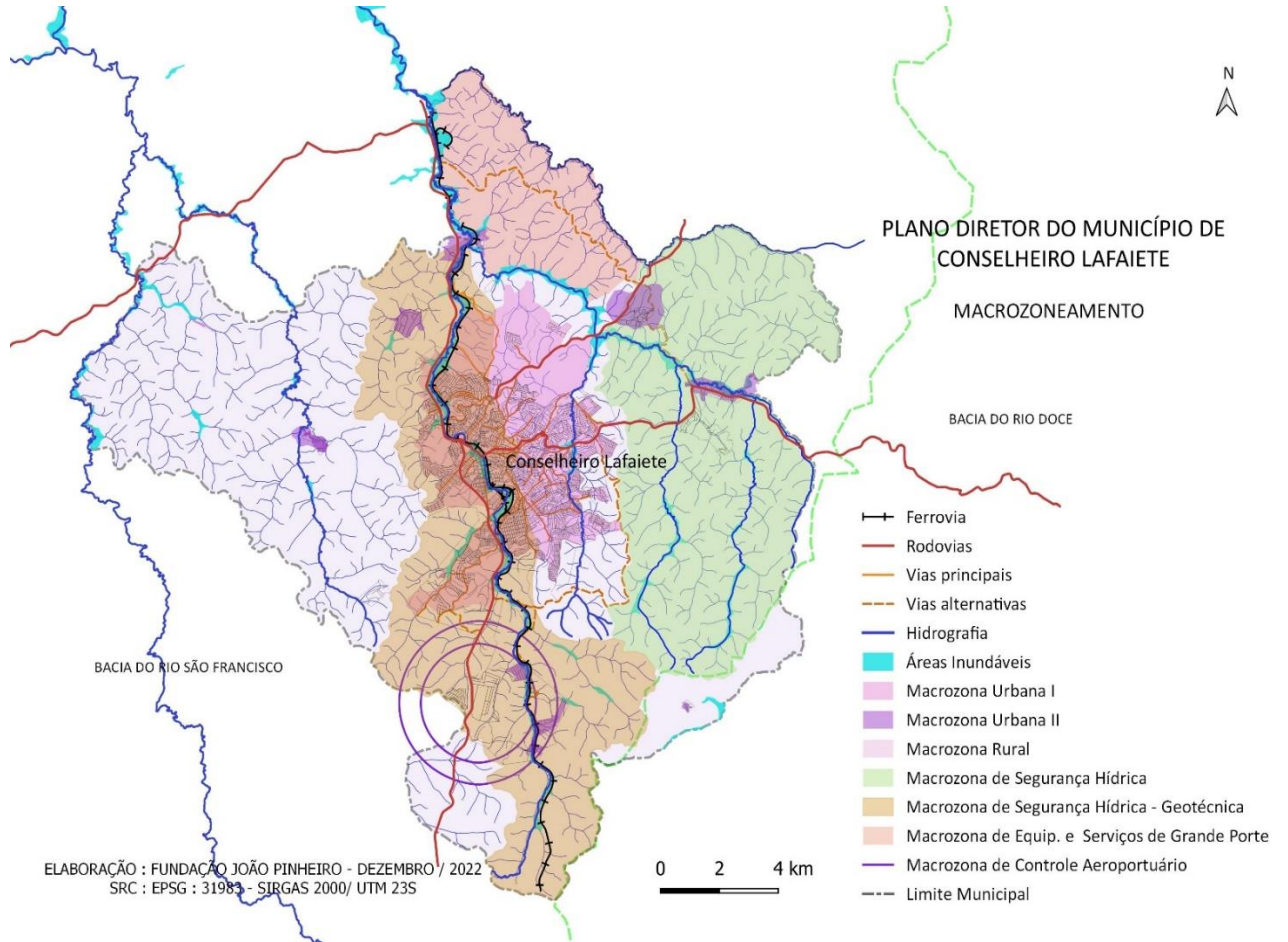 N
PLANO DIRETOR DO MUNICÍPIO DE
CONSELHEIRO LAFAIETE
MACROZONEAMENTO
BACIA DO RIO DOCE
Conselheiro Lafaiete
BACIA DO RIO SÃO FRANCISCO
Ferrovia
Rodovias
Vias principais
Vias alternativas
Hidrografia
Áreas Inundáveis
Macrozona Urbana I
Macrozona Urbana II
Macrozona Rural
Macrozona de Segurança Hídrica
Macrozona de Segurança Hídrica - Geotécnica
Macrozona de Equip. e Serviços de Grande Porte
Macrozona de Controle Aeroportuário
Limite Municipal
ELABORAÇÃO : FUNDAÇÃO JOÃO PINHEIRO - DEZEMBRO / 2022
SRC : EPSG : 31983 - SIRGAS 2000/ UTM 23S
0 2 4 km